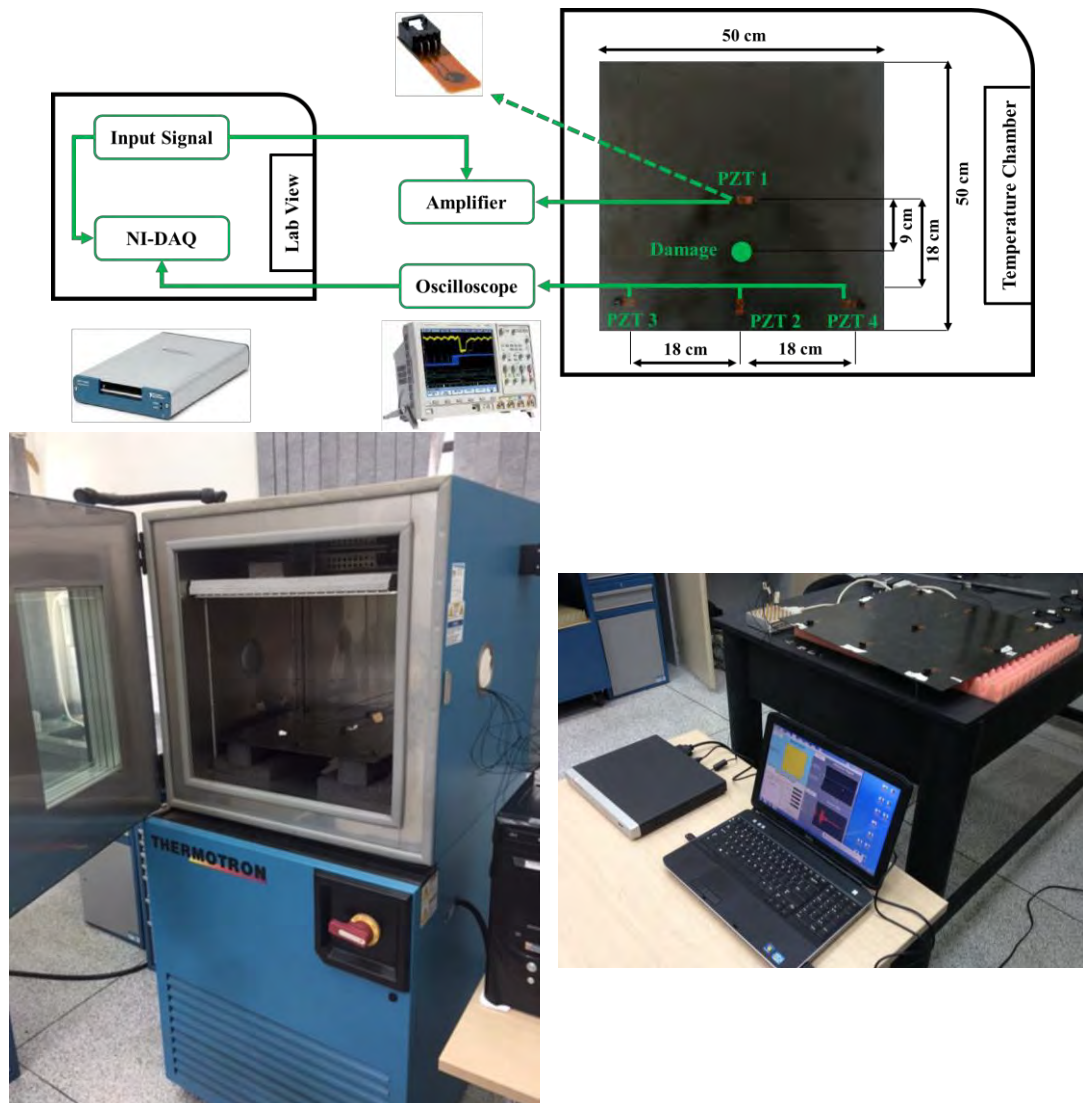 50 cm
Input Signal
NI-DAQ
Lab View
Amplifier
Oscilloscope
PZT 1
Damage
PZT 3
PZT 2
PZT 4
9 cm
18 cm
50 cm
18 cm
18 cm
Temperature Chamber
THERMOTRON